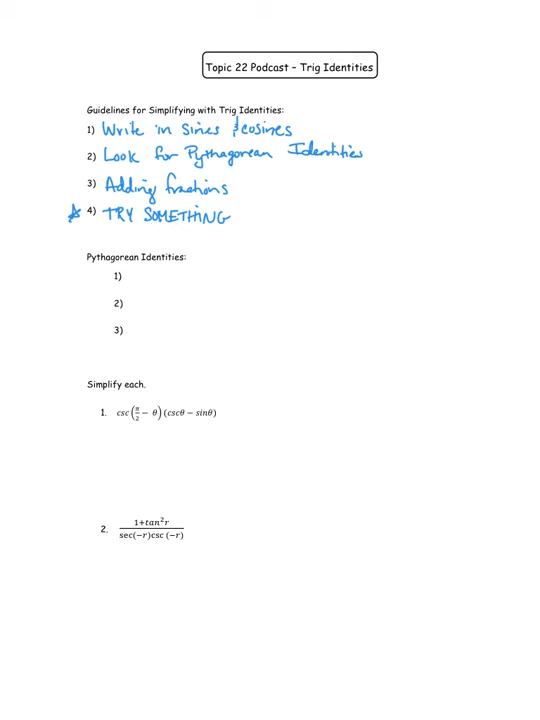 Topic 22 Podcast – Trig Identities
Guidelines for Simplifying with Trig Identities:
1) Write in sines & cosines
2) Look for Pythagorean Identities
3) Adding fractions
☆ 4) TRY SOMETHING
Pythagorean Identities:
1)
2)
3)
Simplify each.
1. csc(π/2 − θ)(cscθ − sinθ)
2. 1+tan²r
sec(−r)csc (−r)